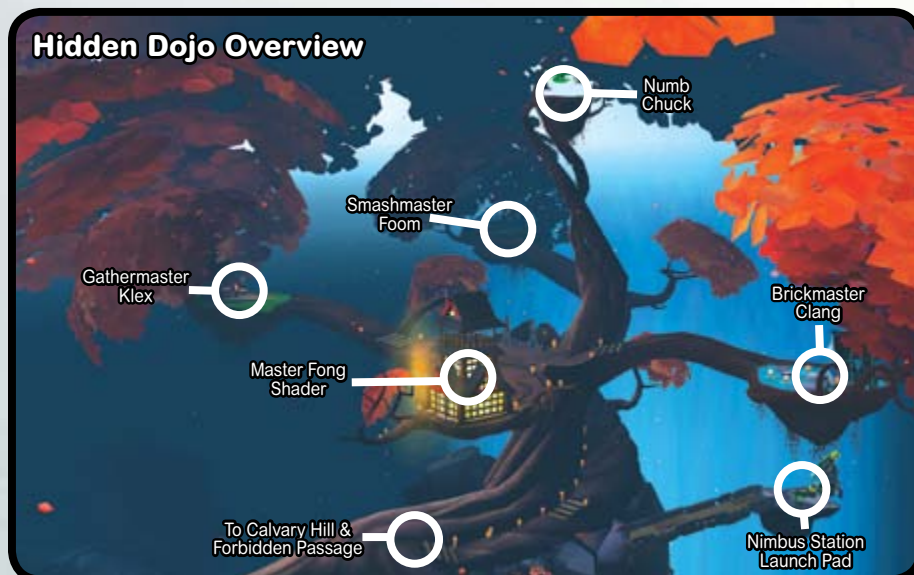 Hidden Dojo Overview
Numb
Chuck
Smashmaster
Foom
Gathermaster
Klex
Brickmaster
Clang
Master Fong
Shader
To Calvary Hill &
Forbidden Passage
Nimbus Station
Launch Pad